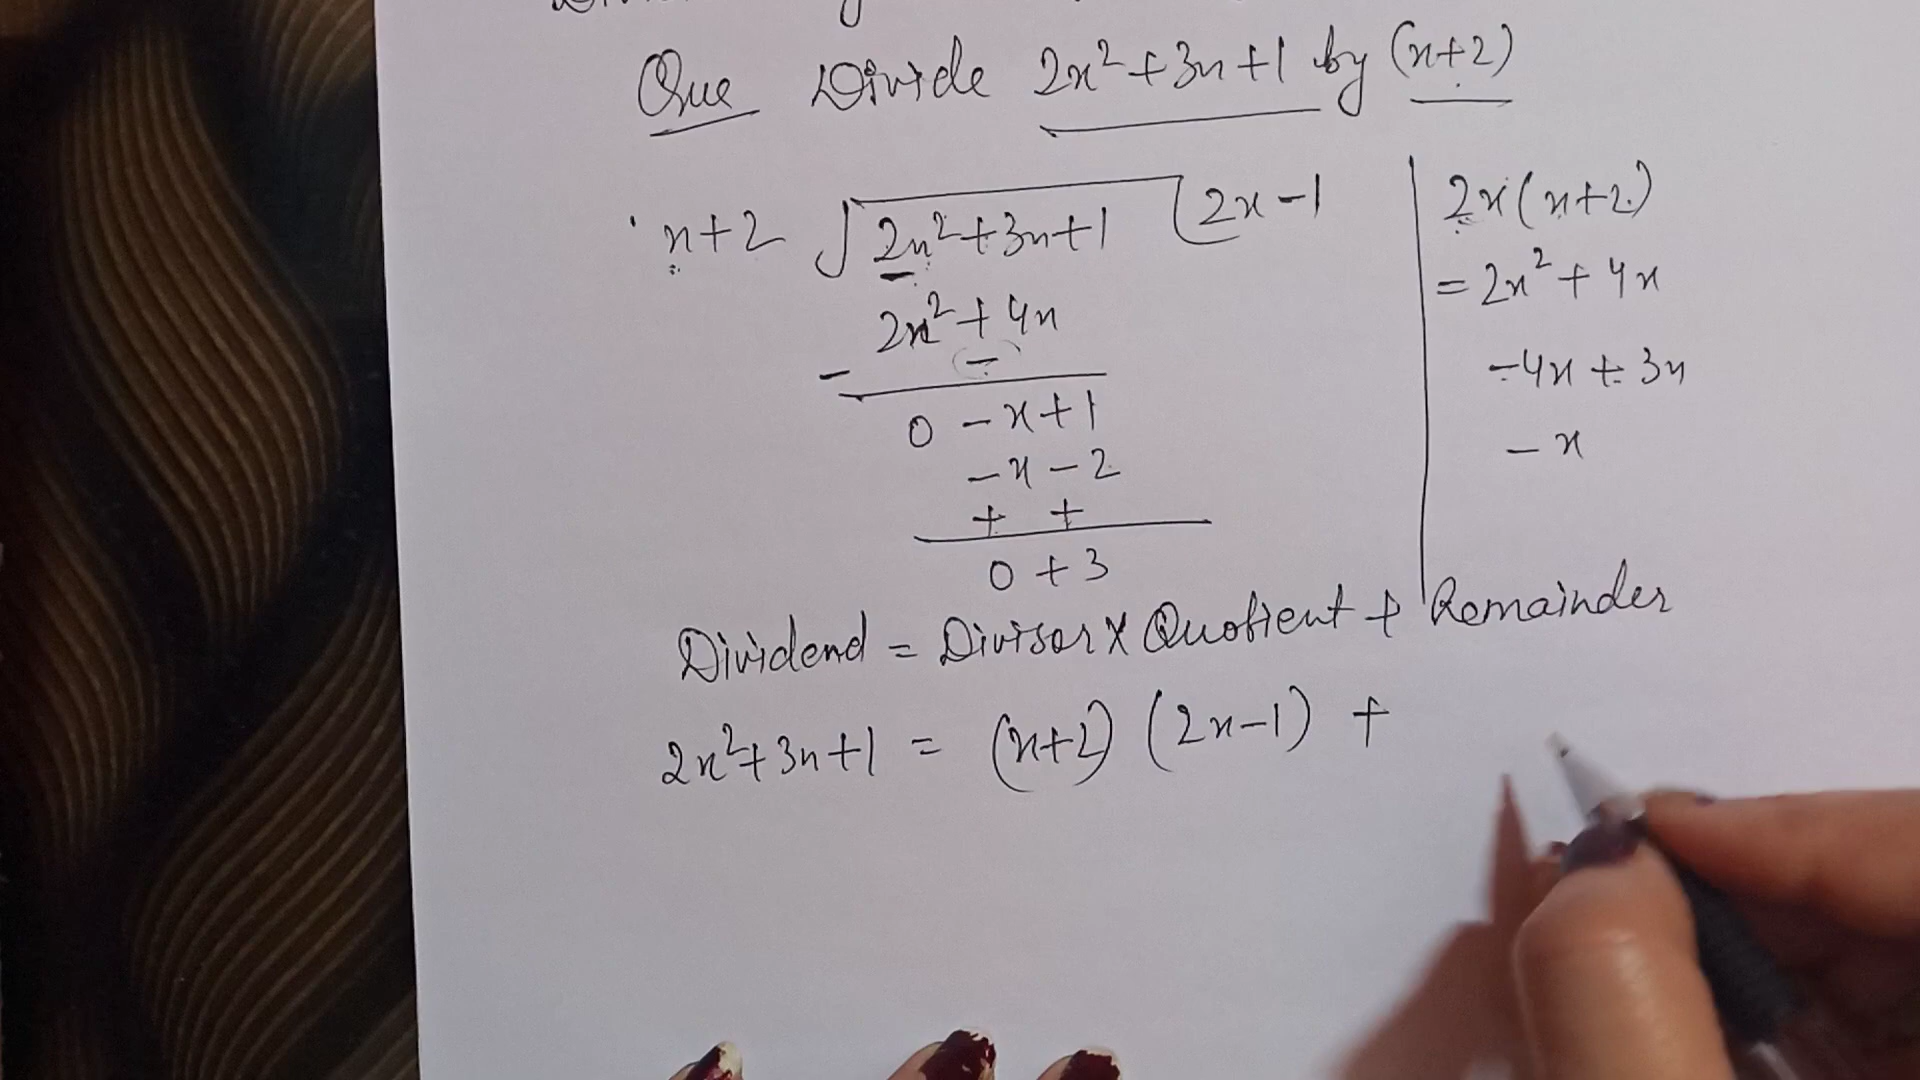 Que Divide 2x²+3x+1 by (x+2)
x+2 √2x²+3x+1 (2x-1
2x²+4x
-
-
0 -x+1
-x-2
+ +
0+3
2x(x+2)
= 2x²+4x
-4x+3x
-x
Dividend = Divisor X Quotient + Remainder
2x²+3x+1 = (x+2) (2x-1) +